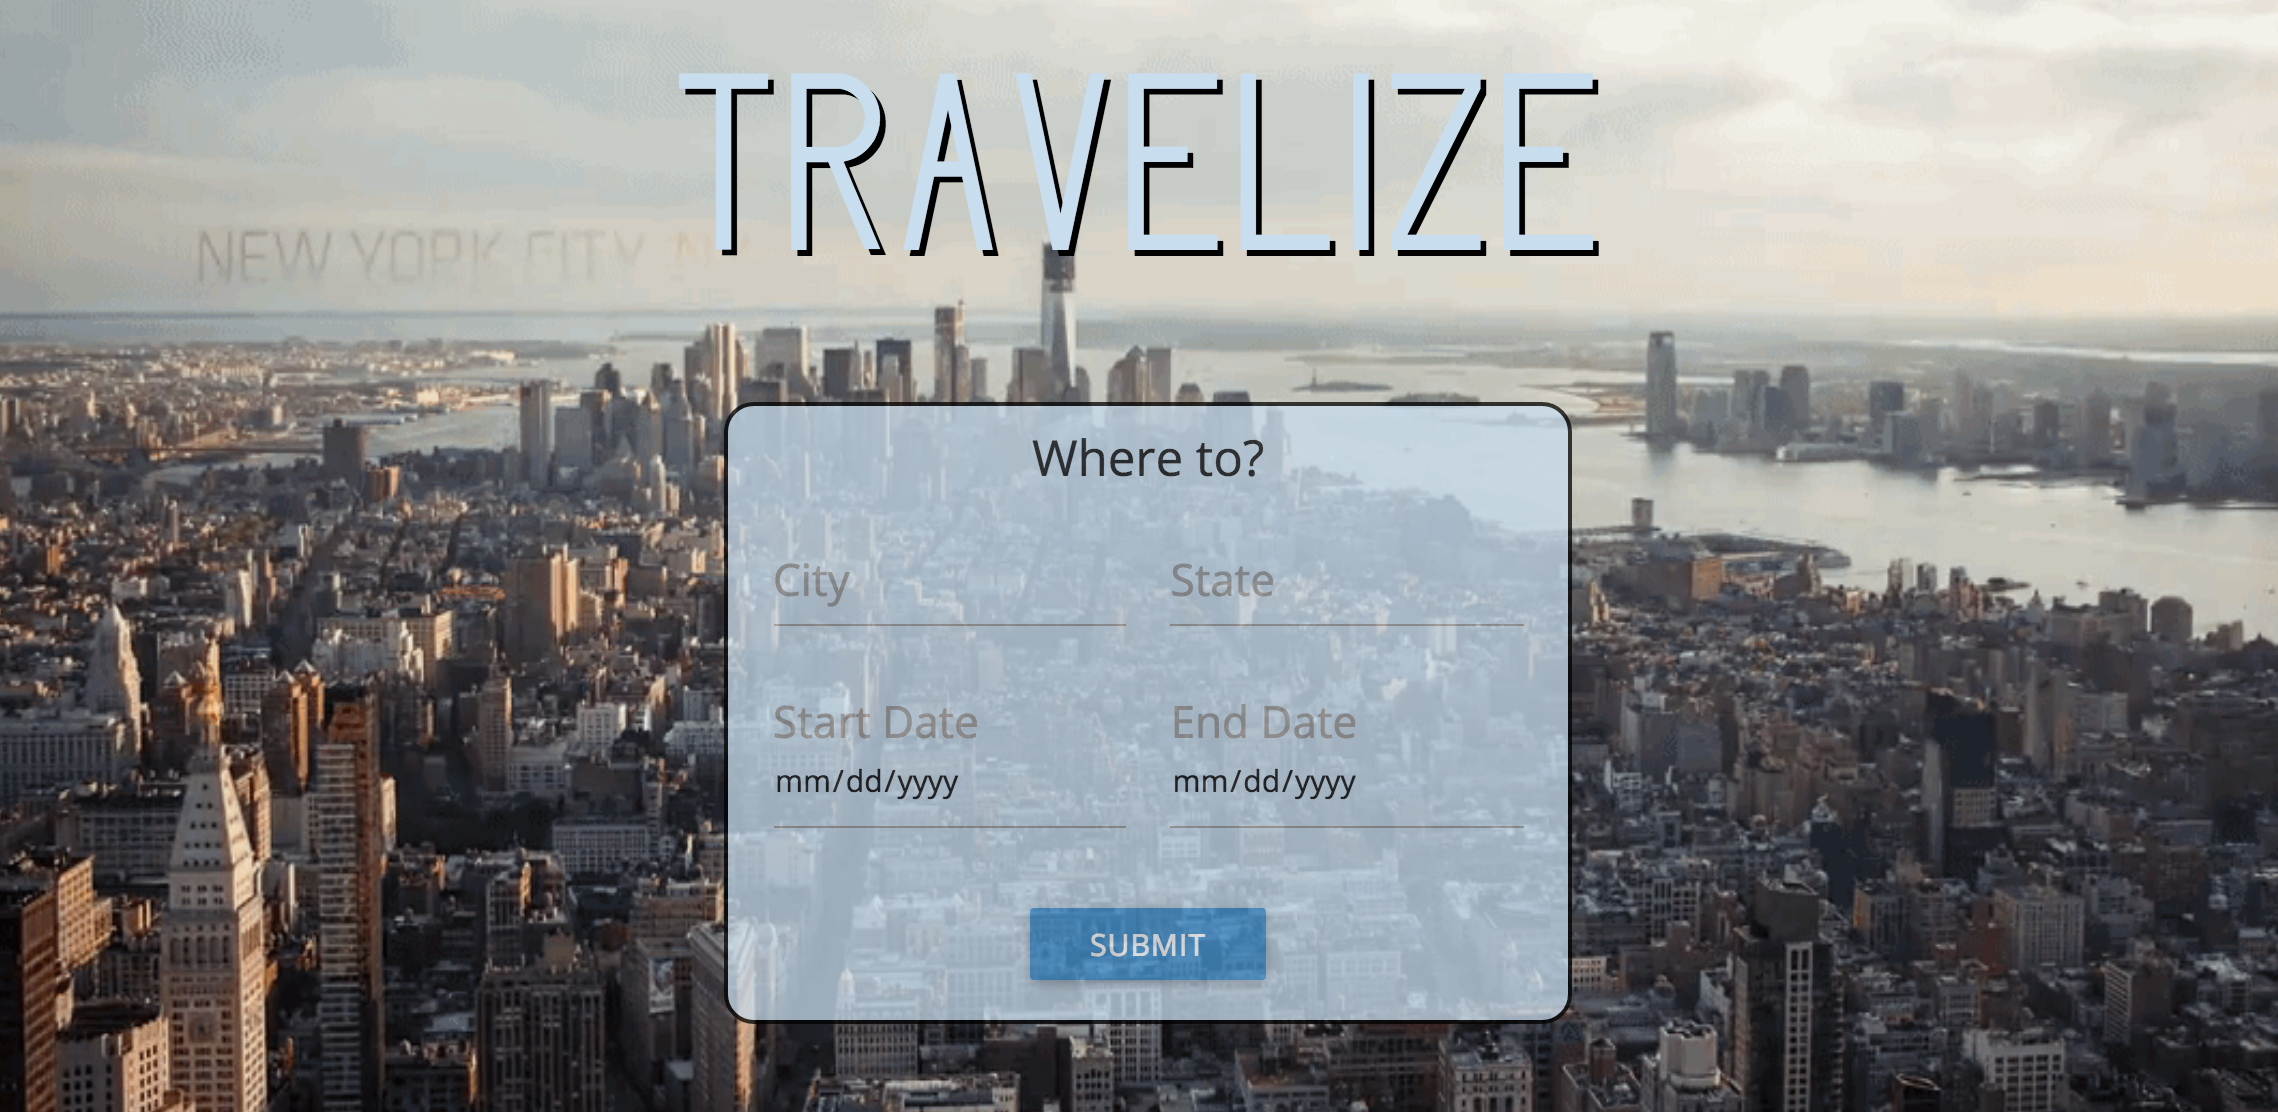 TRAVELIZE
NEW YORK CITY
Where to?
City State
Start Date End Date
mm/dd/yyyy mm/dd/yyyy
SUBMIT